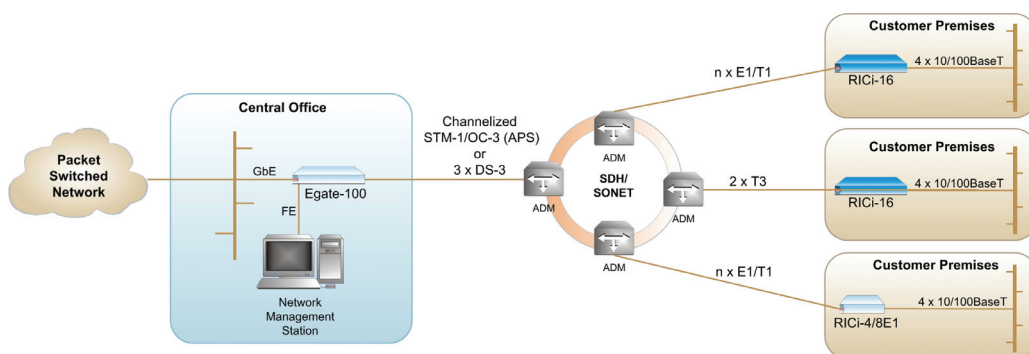 Packet
Switched
Network
Central Office
GbE
Egate-100
FE
Network
Management
Station
Channelized
STM-1/OC-3 (APS)
or
3 x DS-3
ADM
ADM
SDH/
SONET
ADM
ADM
n x E1/T1
2 x T3
n x E1/T1
Customer Premises
4 x 10/100BaseT
RICi-16
Customer Premises
4 x 10/100BaseT
RICi-16
Customer Premises
4 x 10/100BaseT
RICi-4/8E1